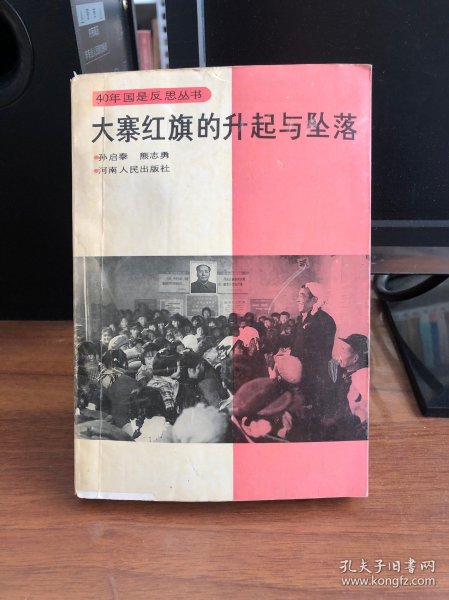 40年国是反思丛书
大寨红旗的升起与坠落
孙启泰 熊志勇
河南人民出版社
孔夫子旧书网
www.kongfz.com